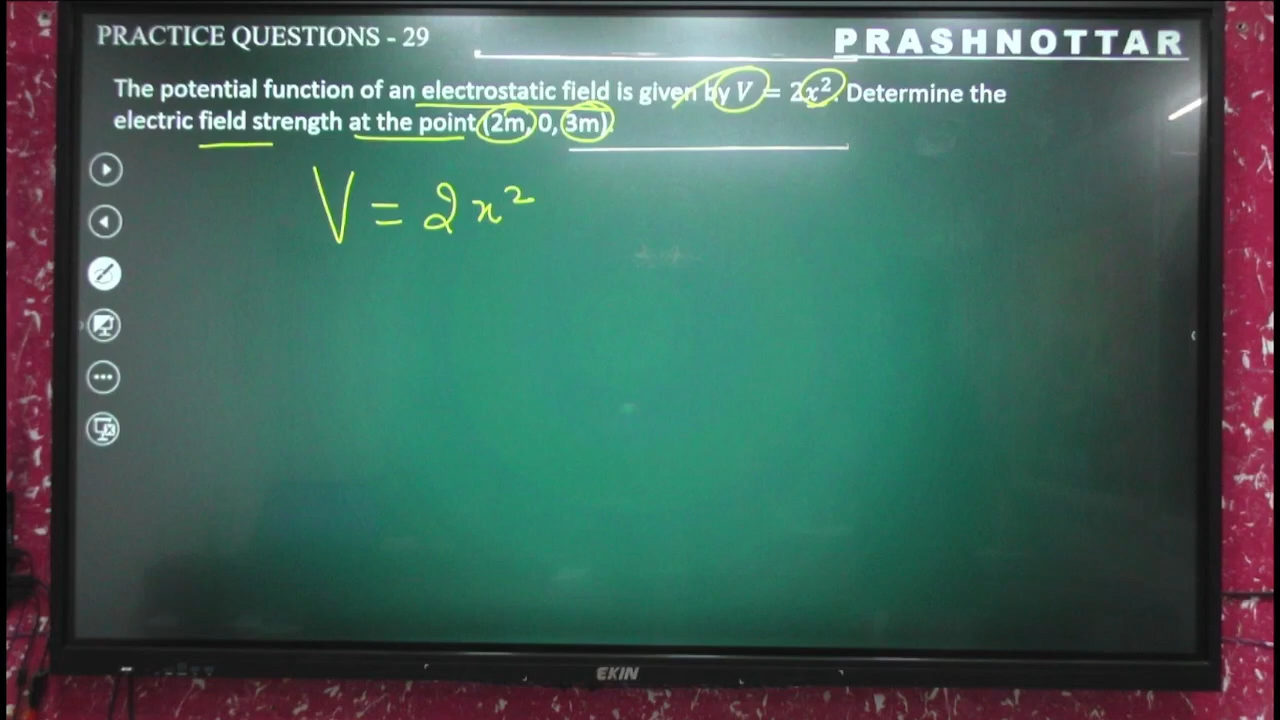 PRACTICE QUESTIONS - 29
PRASHNOTTAR
The potential function of an electrostatic field is given by V = 2x². Determine the
electric field strength at the point (2m, 0, 3m).
V = 2x²
EKIN